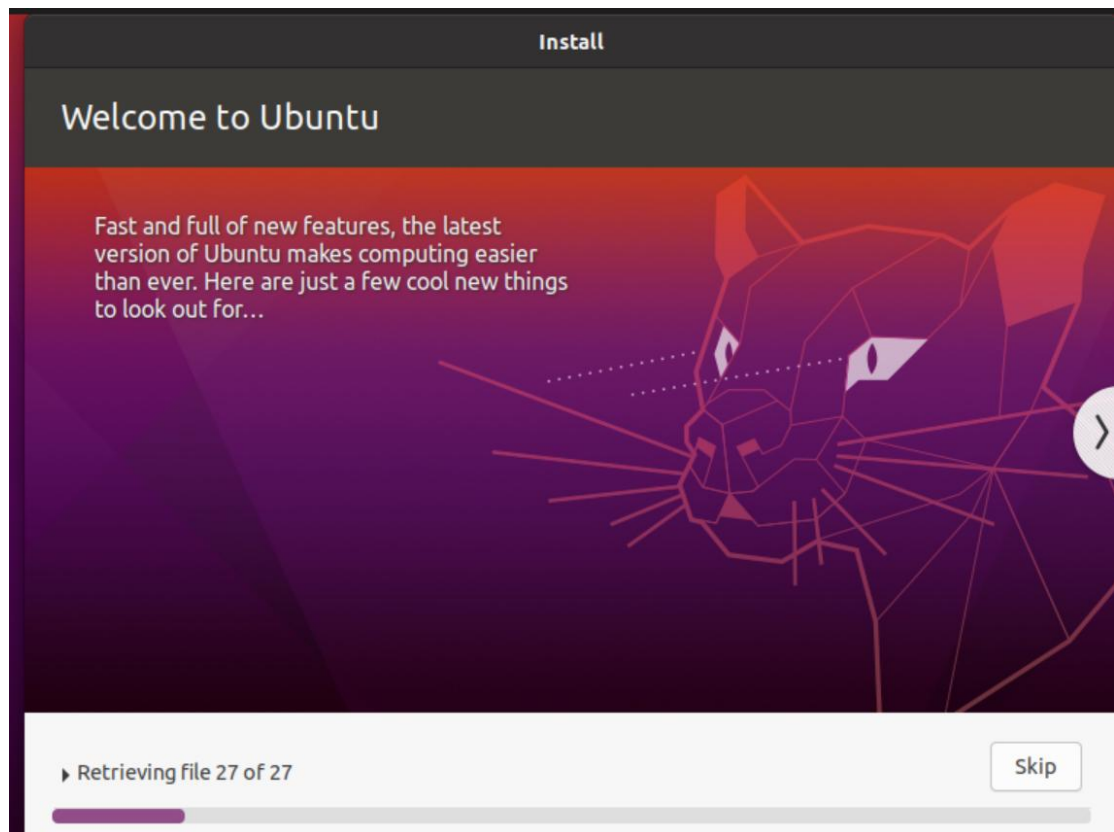 Install
Welcome to Ubuntu
Fast and full of new features, the latest
version of Ubuntu makes computing easier
than ever. Here are just a few cool new things
to look out for…
Retrieving file 27 of 27
Skip